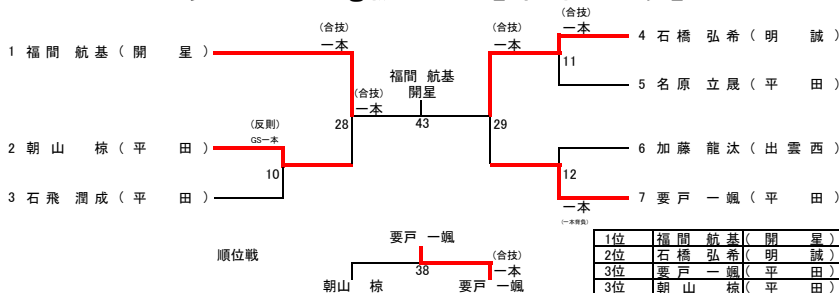 1 福間 航基 ( 開 星 )
2 朝山 椋 ( 平 田 )
3 石飛 潤成 ( 平 田 )
(合技)
一本
(反則)
GS一本
10
28
(合技)
一本
福間 航基
開星
43
(合技)
一本
29
(合技)
一本
11
12
一本
(一本背負)
4 石橋 弘希 ( 明 誠 )
5 名原 立晟 ( 平 田 )
6 加藤 龍汰 ( 出雲西 )
7 要戸 一颯 ( 平 田 )
順位戦
要戸 一颯
38
(合技)
一本
朝山 椋
要戸 一颯
1位 福間 航基 ( 開 星 )
2位 石橋 弘希 ( 明 誠 )
3位 要戸 一颯 ( 平 田 )
3位 朝山 椋 ( 平 田 )